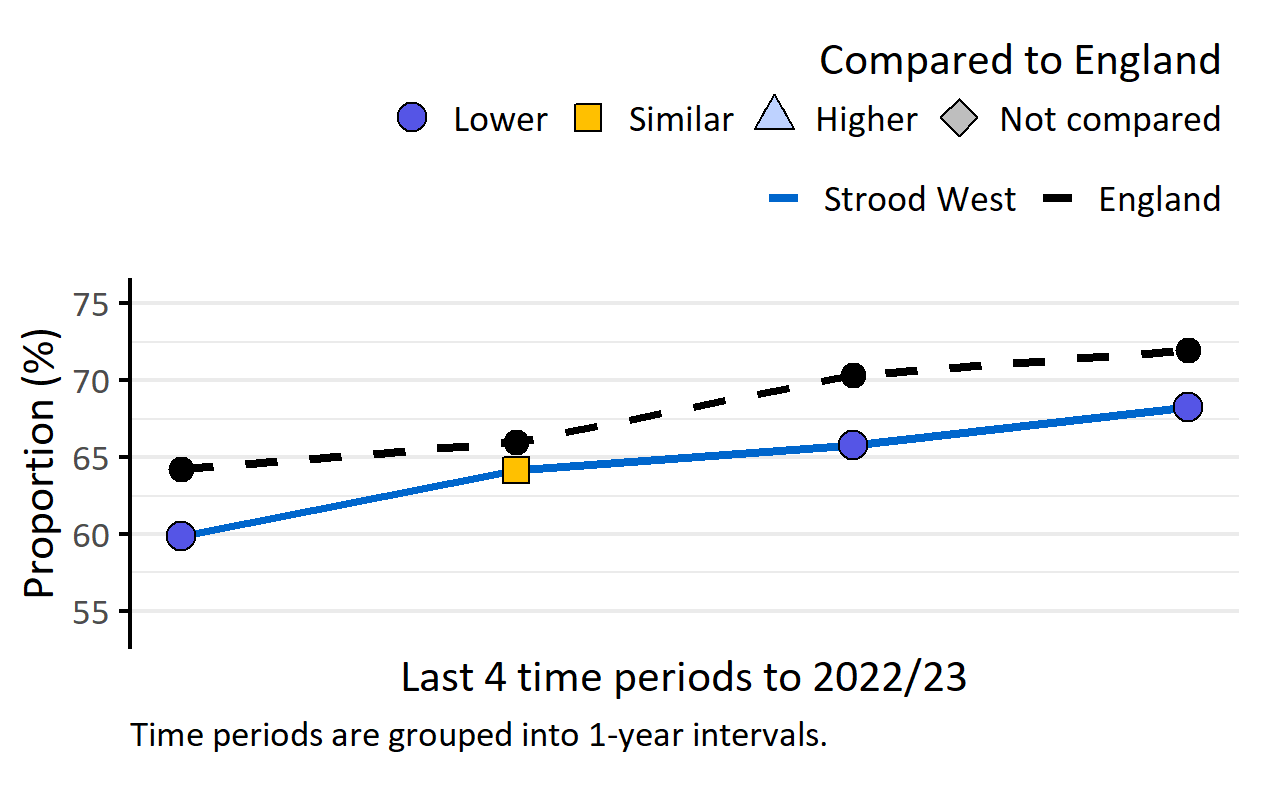 Compared to England
Lower Similar Higher Not compared
Strood West England
Proportion (%)
75
70
65
60
55
Last 4 time periods to 2022/23
Time periods are grouped into 1-year intervals.